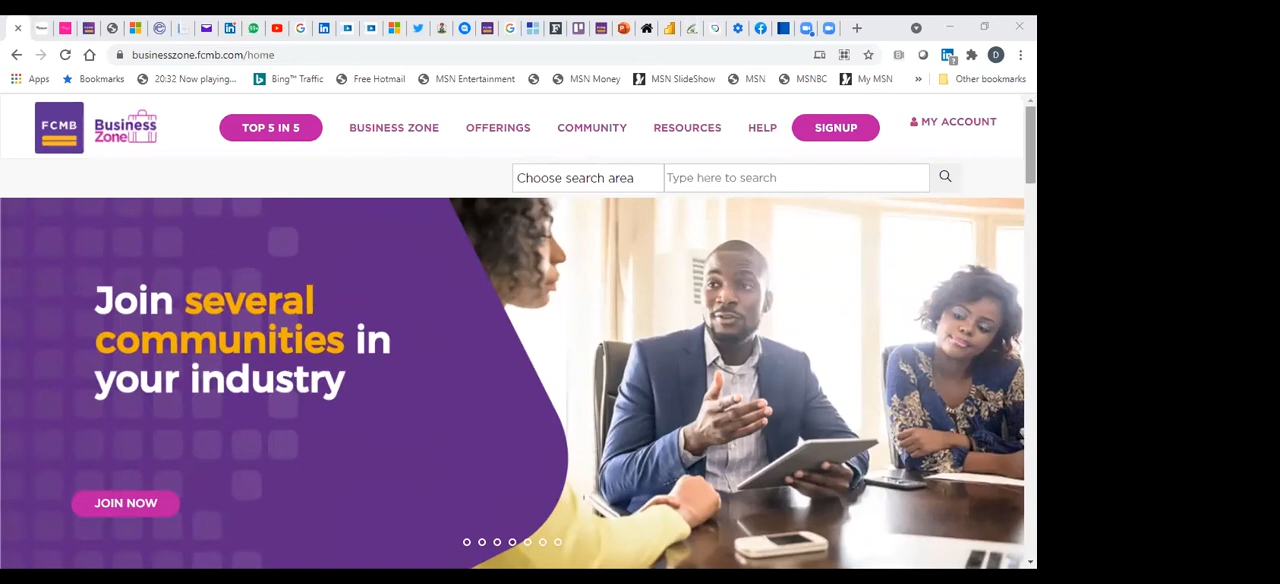 businesszone.fcmb.com/home
D
Apps
Bookmarks
20:32 Now playing...
Bing™ Traffic
Free Hotmail
MSN Entertainment
MSN Money
MSN SlideShow
MSN
MSNBC
My MSN
»
Other bookmarks
FCMB
Business
Zone
TOP 5 IN 5
BUSINESS ZONE
OFFERINGS
COMMUNITY
RESOURCES
HELP
SIGNUP
MY ACCOUNT
Choose search area
Type here to search
Join several
communities in
your industry
JOIN NOW